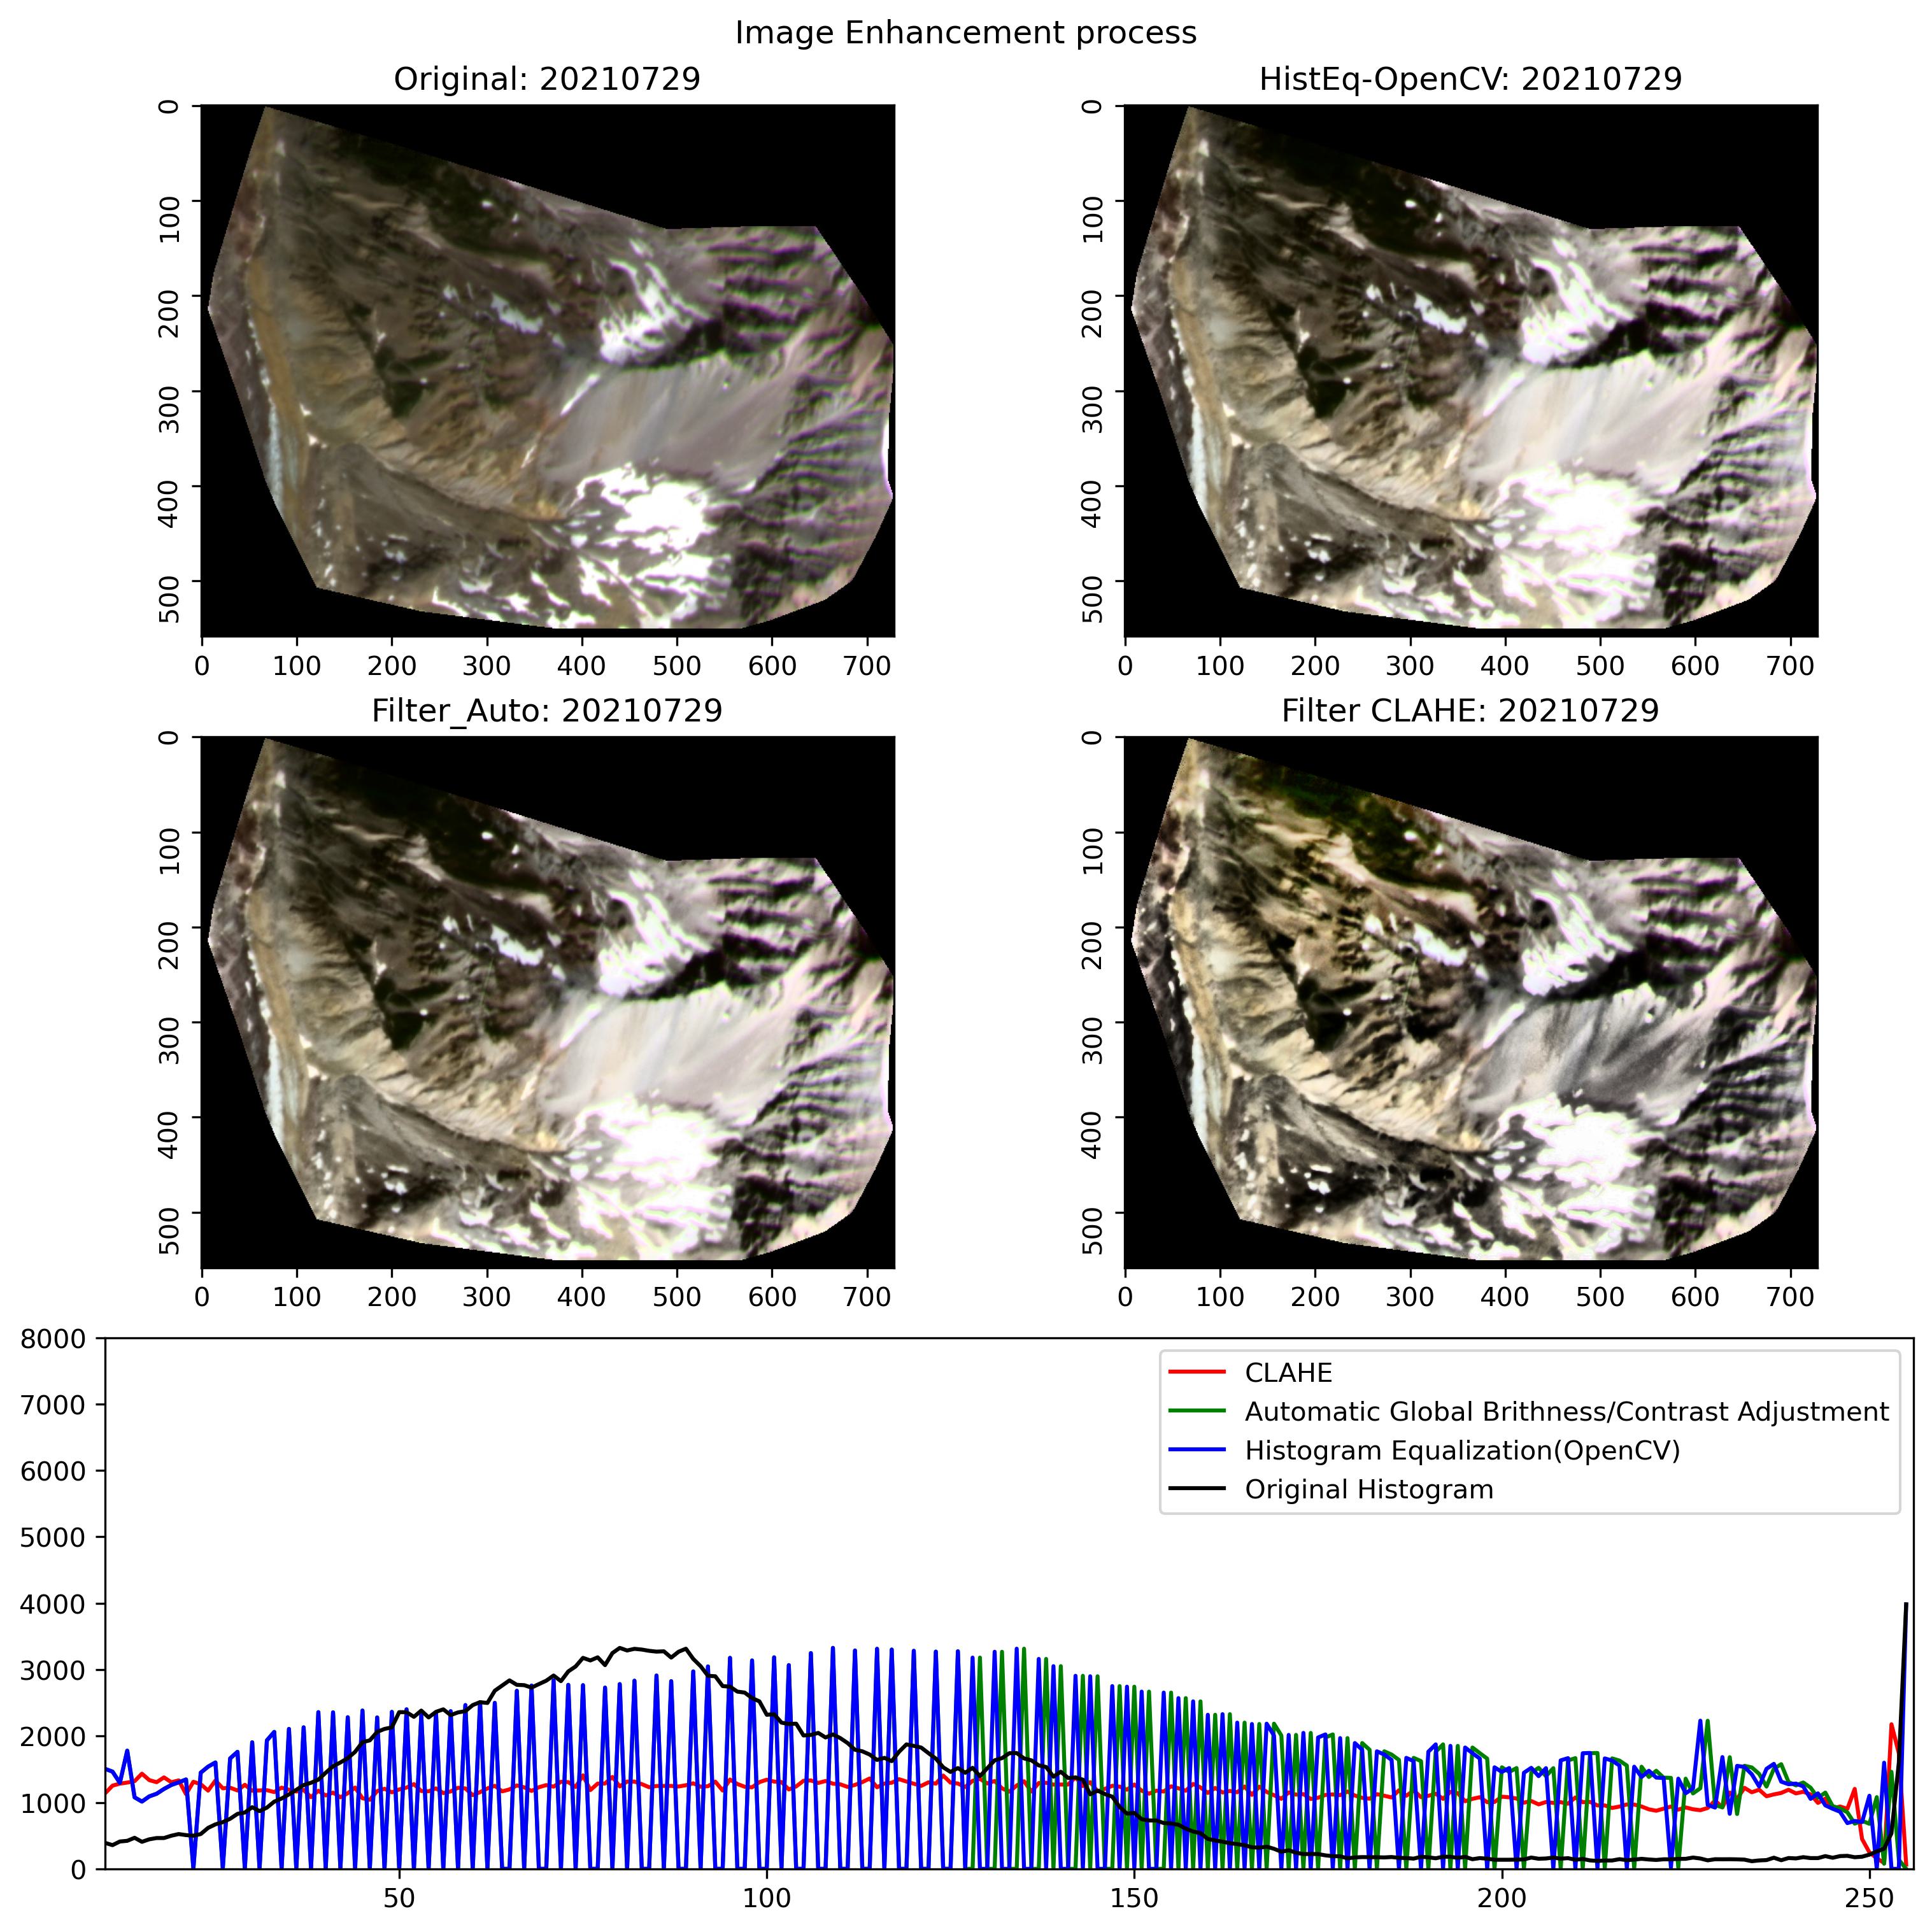 Image Enhancement process
Original: 20210729
HistEq-OpenCV: 20210729
0
100
200
300
400
500
0 100 200 300 400 500 600 700
0
100
200
300
400
500
0 100 200 300 400 500 600 700
Filter_Auto: 20210729
Filter CLAHE: 20210729
0
100
200
300
400
500
0 100 200 300 400 500 600 700
0
100
200
300
400
500
0 100 200 300 400 500 600 700
8000
7000
6000
5000
4000
3000
2000
1000
0
CLAHE
Automatic Global Brithness/Contrast Adjustment
Histogram Equalization(OpenCV)
Original Histogram
50 100 150 200 250